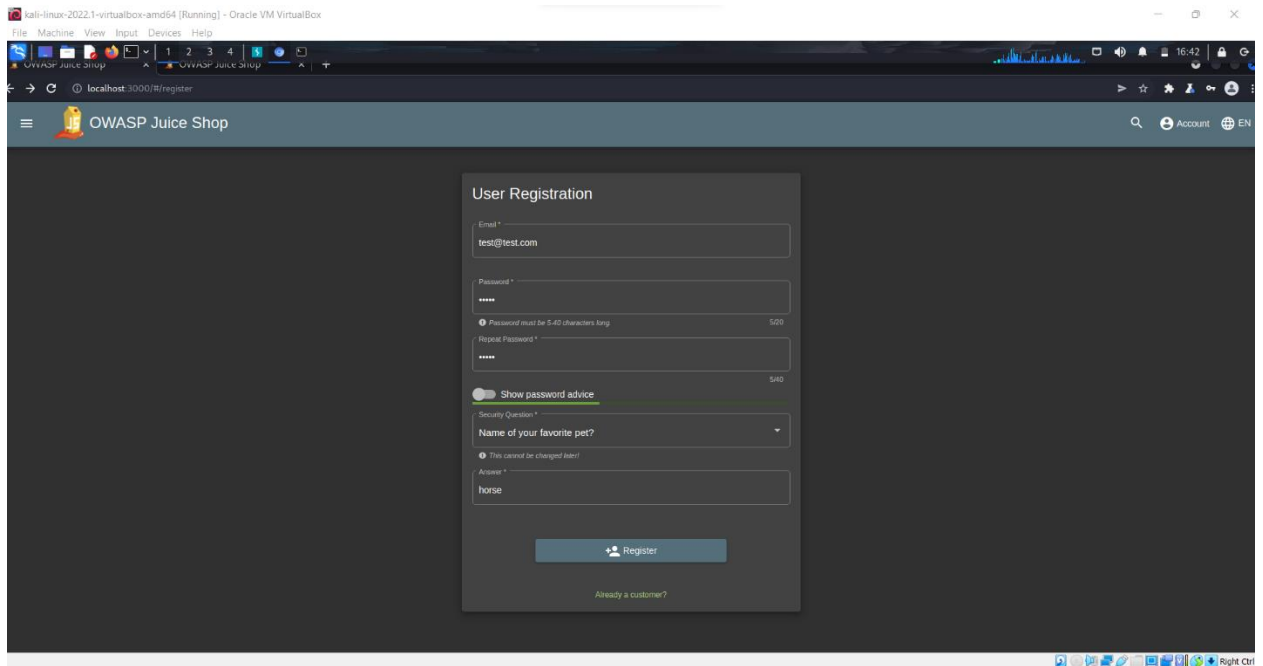 kali-linux-2022.1-virtualbox-amd64 [Running] - Oracle VM VirtualBox
File Machine View Input Devices Help
1 2 3 4 16:42
OWASP Juice Shop OWASP Juice Shop
localhost:3000/#/register
OWASP Juice Shop Account EN
User Registration
Email *
test@test.com
Password *
•••••
Password must be 5-40 characters long. 5/20
Repeat Password *
•••••
5/40
Show password advice
Security Question *
Name of your favorite pet?
This cannot be changed later!
Answer *
horse
Register
Already a customer?
Right Ctrl